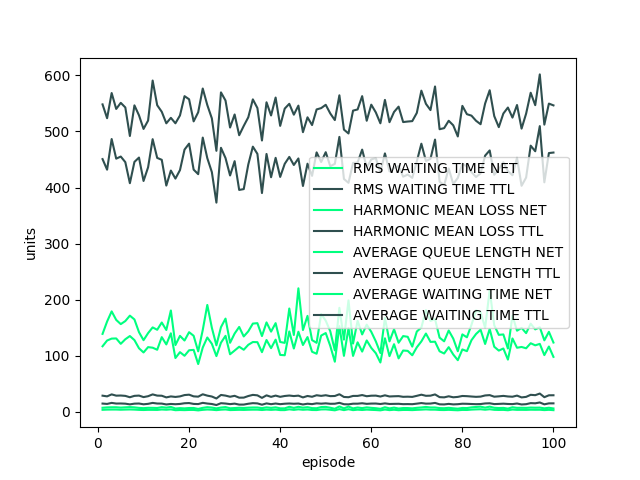 600
500
400
300
200
100
0
units
RMS WAITING TIME NET
RMS WAITING TIME TTL
HARMONIC MEAN LOSS NET
HARMONIC MEAN LOSS TTL
AVERAGE QUEUE LENGTH NET
AVERAGE QUEUE LENGTH TTL
AVERAGE WAITING TIME NET
AVERAGE WAITING TIME TTL
0 20 40 60 80 100
episode